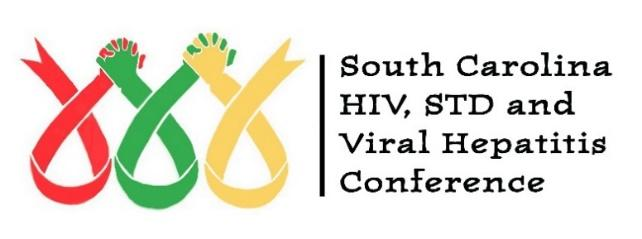 South Carolina
HIV, STD and
Viral Hepatitis
Conference